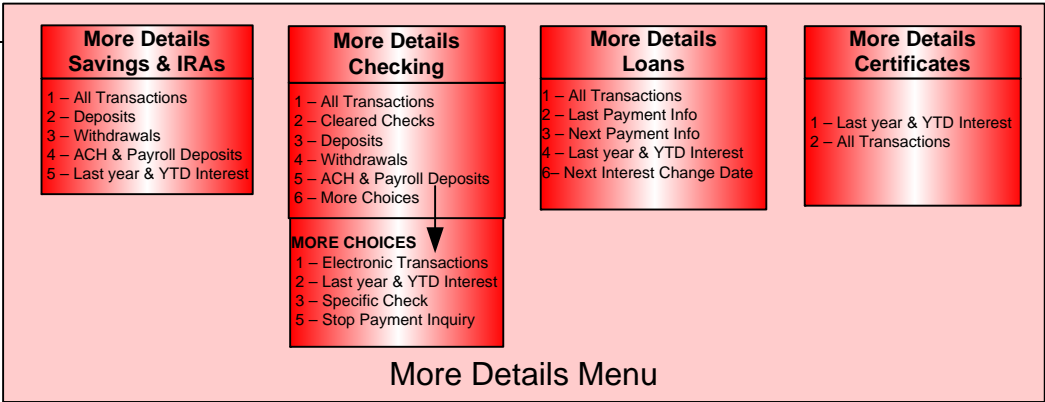 More Details
Savings & IRAs
1 – All Transactions
2 – Deposits
3 – Withdrawals
4 – ACH & Payroll Deposits
5 – Last year & YTD Interest
More Details
Checking
1 – All Transactions
2 – Cleared Checks
3 – Deposits
4 – Withdrawals
5 – ACH & Payroll Deposits
6 – More Choices
MORE CHOICES
1 – Electronic Transactions
2 – Last year & YTD Interest
3 – Specific Check
5 – Stop Payment Inquiry
More Details
Loans
1 – All Transactions
2 – Last Payment Info
3 – Next Payment Info
4 – Last year & YTD Interest
6– Next Interest Change Date
More Details
Certificates
1 – Last year & YTD Interest
2 – All Transactions
More Details Menu